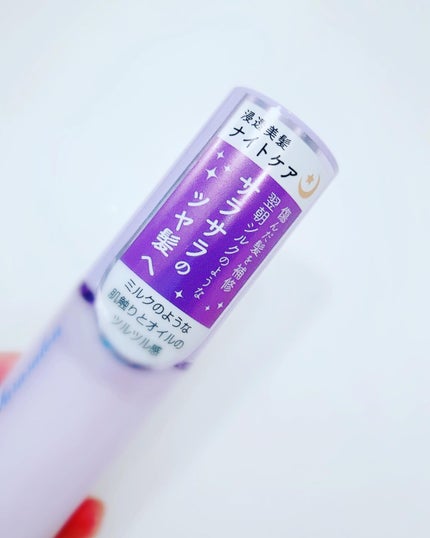 浸透美髪
ナイトケア
傷んだ髪を補修
翌朝シルクのような
サラサラの
ツヤ髪へ
ミルクのような
肌触りとオイルの
ツルツル感